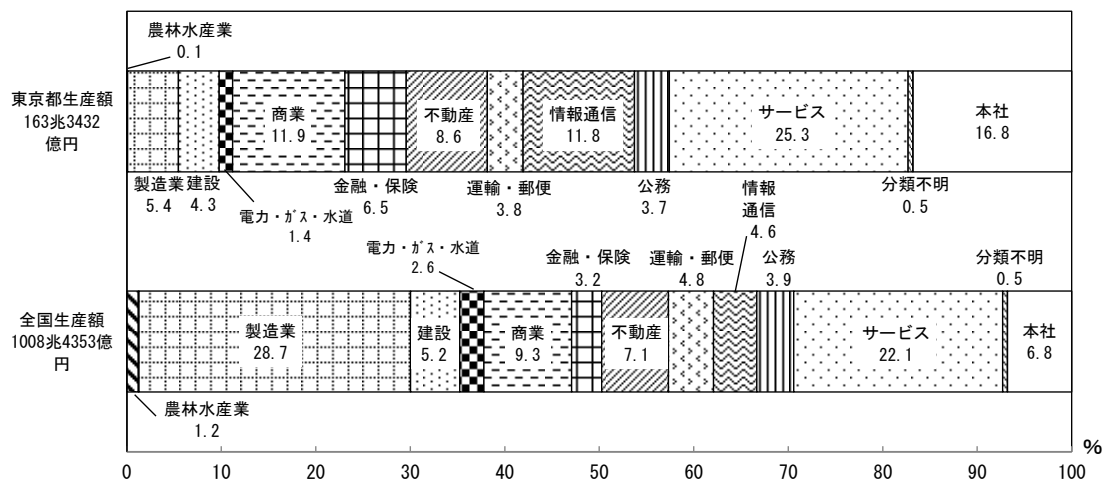 農林水産業
0.1
東京都生産額
163兆3432
億円
商業
11.9
不動産
8.6
情報通信
11.8
サービス
25.3
本社
16.8
製造業
5.4
建設
4.3
電力・ｶﾞｽ・水道
1.4
金融・保険
6.5
運輸・郵便
3.8
公務
3.7
情報
通信
4.6
分類不明
0.5
電力・ｶﾞｽ・水道
2.6
金融・保険
3.2
運輸・郵便
4.8
公務
3.9
分類不明
0.5
全国生産額
1008兆4353億
円
製造業
28.7
建設
5.2
商業
9.3
不動産
7.1
サービス
22.1
本社
6.8
農林水産業
1.2
%
0 10 20 30 40 50 60 70 80 90 100